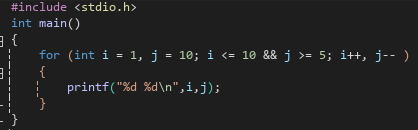 #include <stdio.h>
int main()
{
    for (int i = 1, j = 10; i <= 10 && j >= 5; i++, j-- )
    {
        printf("%d %d\n",i,j);
    }
}